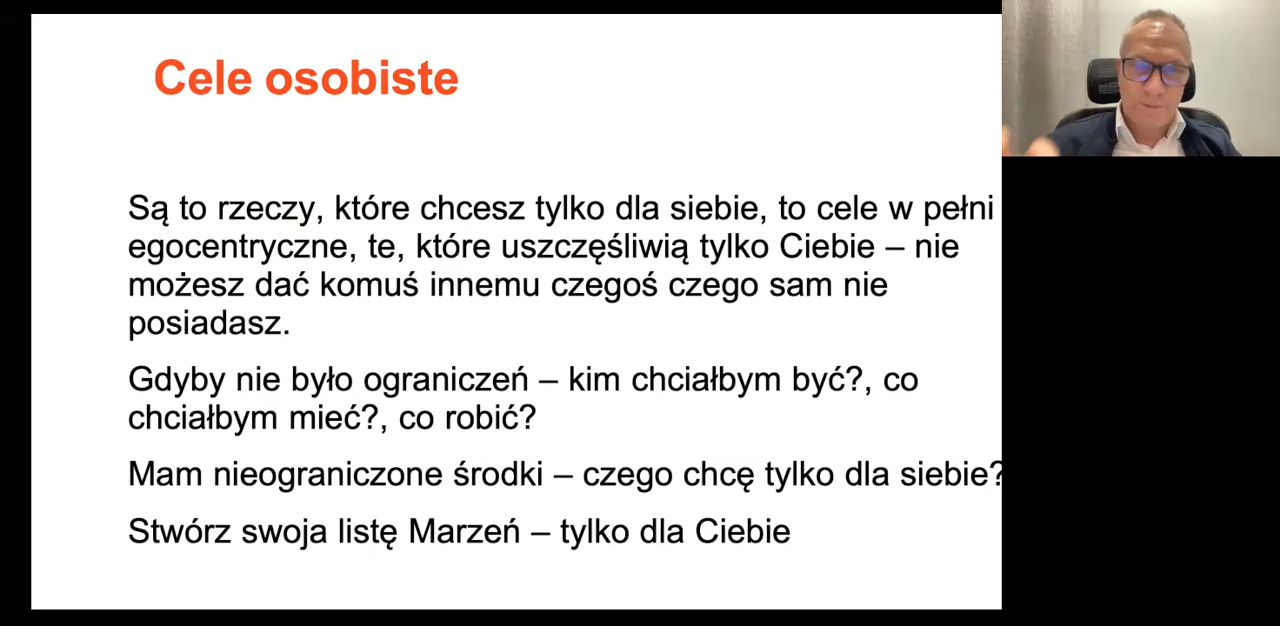 Cele osobiste
Są to rzeczy, które chcesz tylko dla siebie, to cele w pełni
egocentryczne, te, które uszczęśliwią tylko Ciebie – nie
możesz dać komuś innemu czegoś czego sam nie
posiadasz.
Gdyby nie było ograniczeń – kim chciałbym być?, co
chciałbym mieć?, co robić?
Mam nieograniczone środki – czego chcę tylko dla siebie?
Stwórz swoja listę Marzeń – tylko dla Ciebie